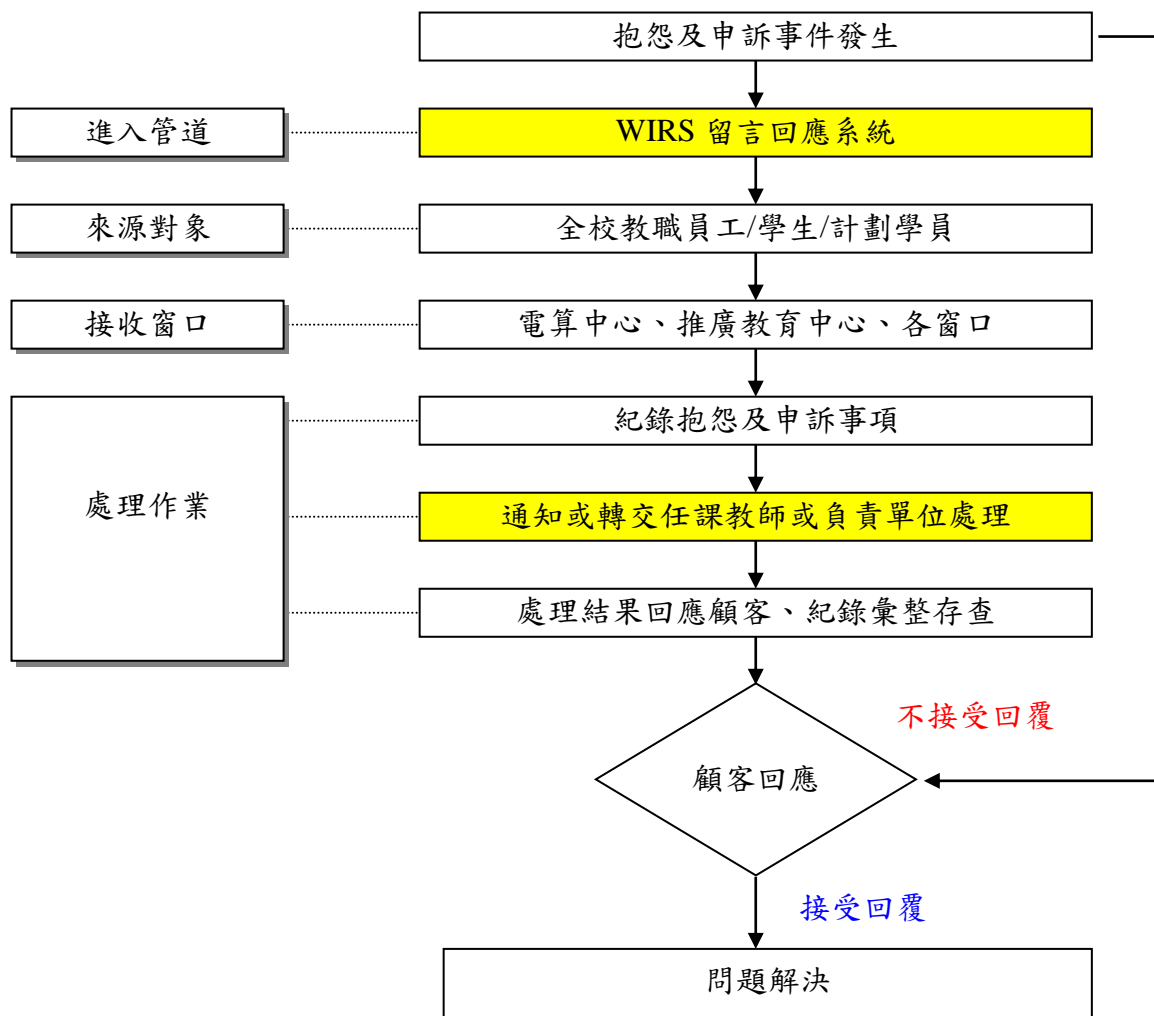 抱怨及申訴事件發生
進入管道
WIRS 留言回應系統
來源對象
全校教職員工/學生/計劃學員
接收窗口
電算中心、推廣教育中心、各窗口
紀錄抱怨及申訴事項
處理作業
通知或轉交任課教師或負責單位處理
處理結果回應顧客、紀錄彙整存查
不接受回覆
顧客回應
接受回覆
問題解決